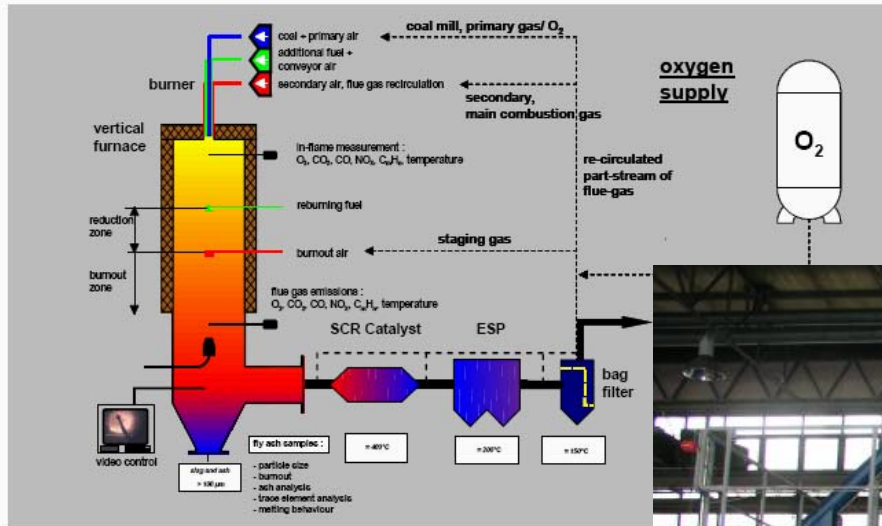 coal + primary air
additional fuel +
conveyor air
secondary air, flue gas recirculation
burner
coal mill, primary gas/ O₂
secondary,
main combustion gas
oxygen
supply
O₂
vertical
furnace
in-flame measurement :
O₂, CO₂, CO, NOₓ, CₘHₙ, temperature
re-circulated
part-stream of
flue-gas
reburning fuel
reduction
zone
staging gas
burnout air
burnout
zone
flue gas emissions :
O₂, CO₂, CO, NOₓ, CₘHₙ, temperature
SCR Catalyst
ESP
bag
filter
video control
slag and ash
> 100 µm
fly ash samples :
- particle size
- burnout
- ash analysis
- trace element analysis
- melting behaviour
≈ 400°C
≈ 200°C
≈ 150°C